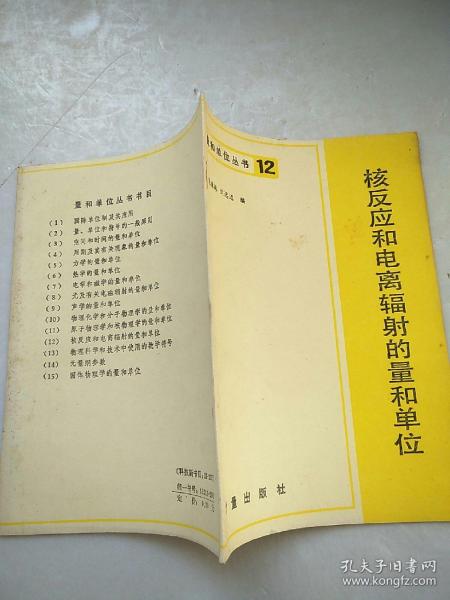 量和单位丛书书目
(1) 国际单位制及其应用
(2) 量、单位和符号的一般原则
(3) 空间和时间的量和单位
(4) 周期及其有关现象的量和单位
(5) 力学的量和单位
(6) 热学的量和单位
(7) 电学和磁学的量和单位
(8) 光及有关电磁辐射的量和单位
(9) 声学的量和单位
(10) 物理化学和分子物理学的量和单位
(11) 原子物理学和核物理学的量和单位
(12) 核反应和电离辐射的量和单位
(13) 物理科学和技术中使用的数学符号
(14) 无量纲参数
(15) 固体物理学的量和单位
统一书号:
定 价:
和单位丛书 12
编
核反应和电离辐射的量和单位
量出版社
孔夫子旧书网
www.kongfz.com